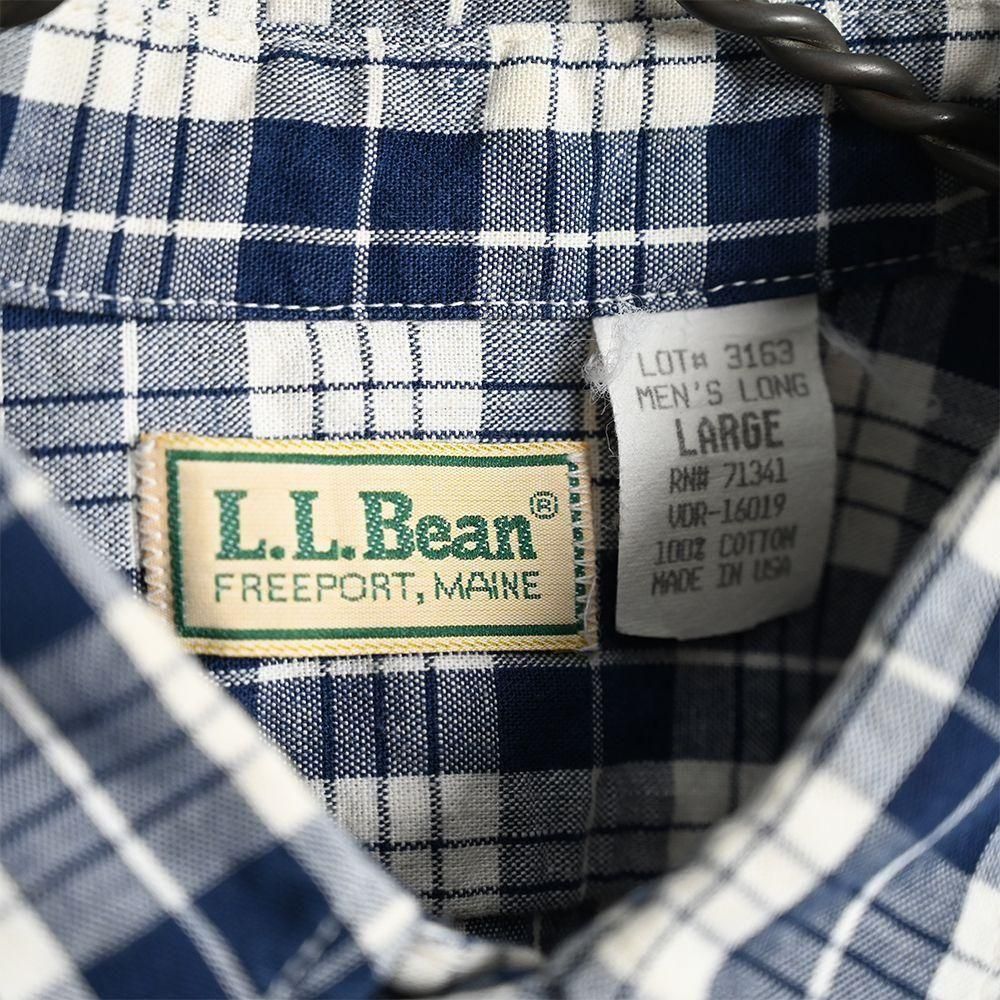 L.L.Bean®
FREEPORT, MAINE
LOT# 3163
MEN'S LONG
LARGE
RN# 71341
VDR-16019
100% COTTON
MADE IN USA